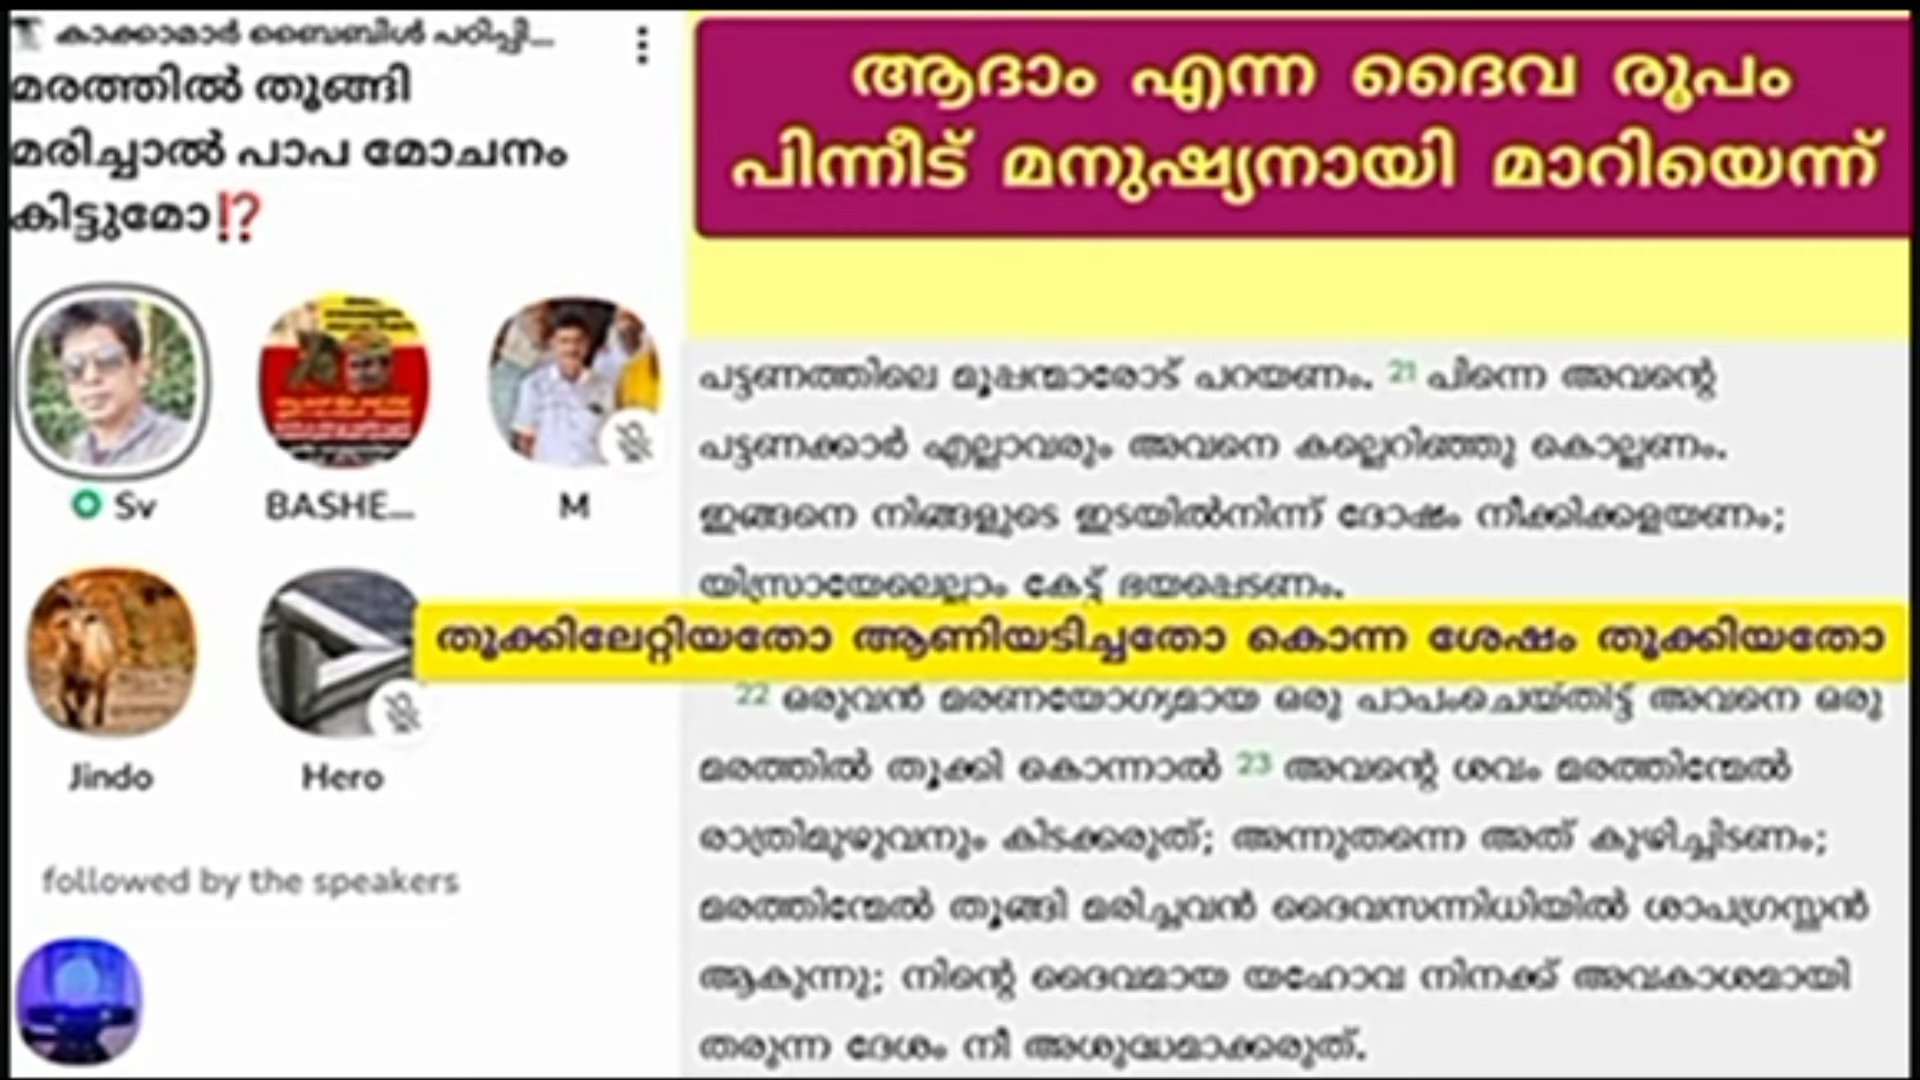 കാക്കാമാർ ബൈബിൾ പഠിപ്പി...
മരത്തിൽ തൂങ്ങി
മരിച്ചാൽ പാപ മോചനം
കിട്ടുമോ⁉️
Sv
BASHE...
M
Jindo
Hero
followed by the speakers
ആദാം എന്ന ദൈവ രൂപം
പിന്നീട് മനുഷ്യനായി മാറിയെന്ന്
പട്ടണത്തിലെ മൂപ്പന്മാരോട് പറയണം. 21 പിന്നെ അവന്റെ
പട്ടണക്കാർ എല്ലാവരും അവനെ കല്ലെറിഞ്ഞു കൊല്ലണം.
ഇങ്ങനെ നിങ്ങളുടെ ഇടയിൽനിന്ന് ദോഷം നീക്കിക്കളയണം;
യിസ്രായേലെല്ലാം കേട്ട് ഭയപ്പെടണം.
തൂക്കിലേറ്റിയതോ ആണിയടിച്ചതോ കൊന്ന ശേഷം തൂക്കിയതോ
22 ഒരുവൻ മരണയോഗ്യമായ ഒരു പാപംചെയ്തിട്ട് അവനെ ഒരു
മരത്തിൽ തൂക്കി കൊന്നാൽ 23 അവന്റെ ശവം മരത്തിന്മേൽ
രാത്രിമുഴുവനും കിടക്കരുത്; അന്നുതന്നെ അത് കുഴിച്ചിടണം;
മരത്തിന്മേൽ തൂങ്ങി മരിച്ചവൻ ദൈവസന്നിധിയിൽ ശാപഗ്രസ്തൻ
ആകുന്നു; നിന്റെ ദൈവമായ യഹോവ നിനക്ക് അവകാശമായി
തരുന്ന ദേശം നീ അശുദ്ധമാക്കരുത്.